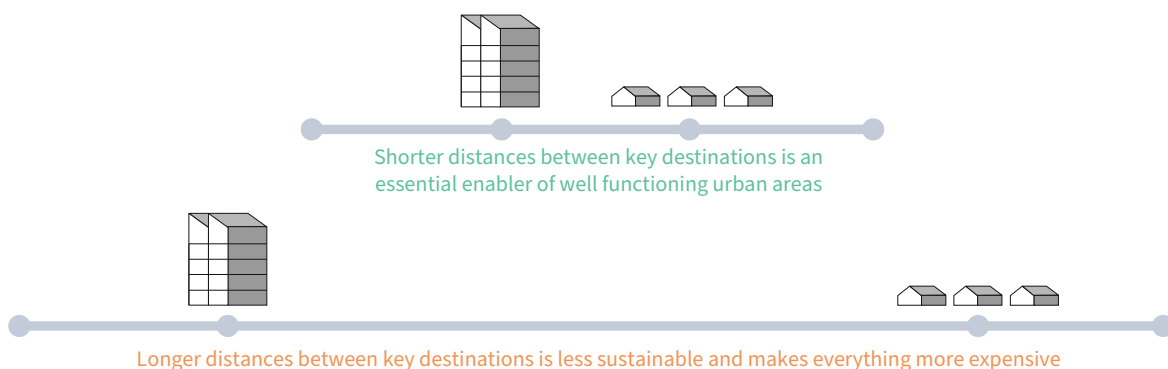 Shorter distances between key destinations is an
essential enabler of well functioning urban areas
Longer distances between key destinations is less sustainable and makes everything more expensive